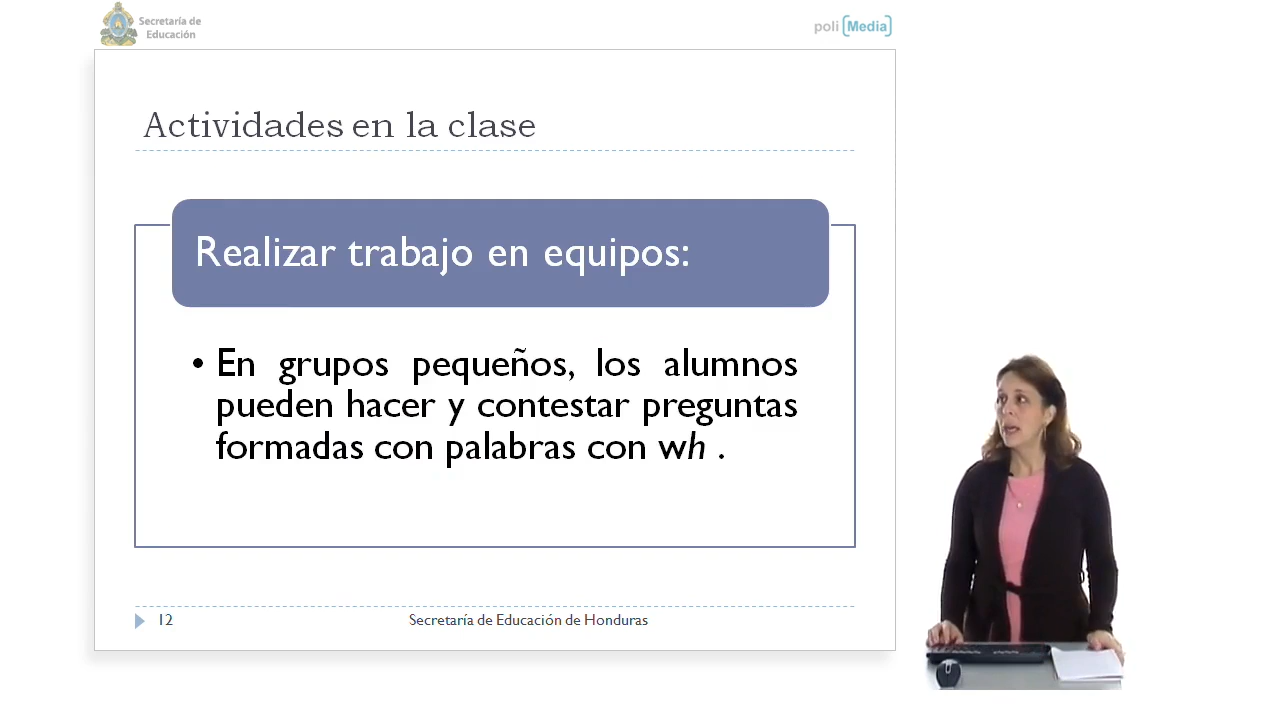 Secretaría de
Educación
poli [Media]
Actividades en la clase
Realizar trabajo en equipos:
• En grupos pequeños, los alumnos
pueden hacer y contestar preguntas
formadas con palabras con wh .
12
Secretaría de Educación de Honduras